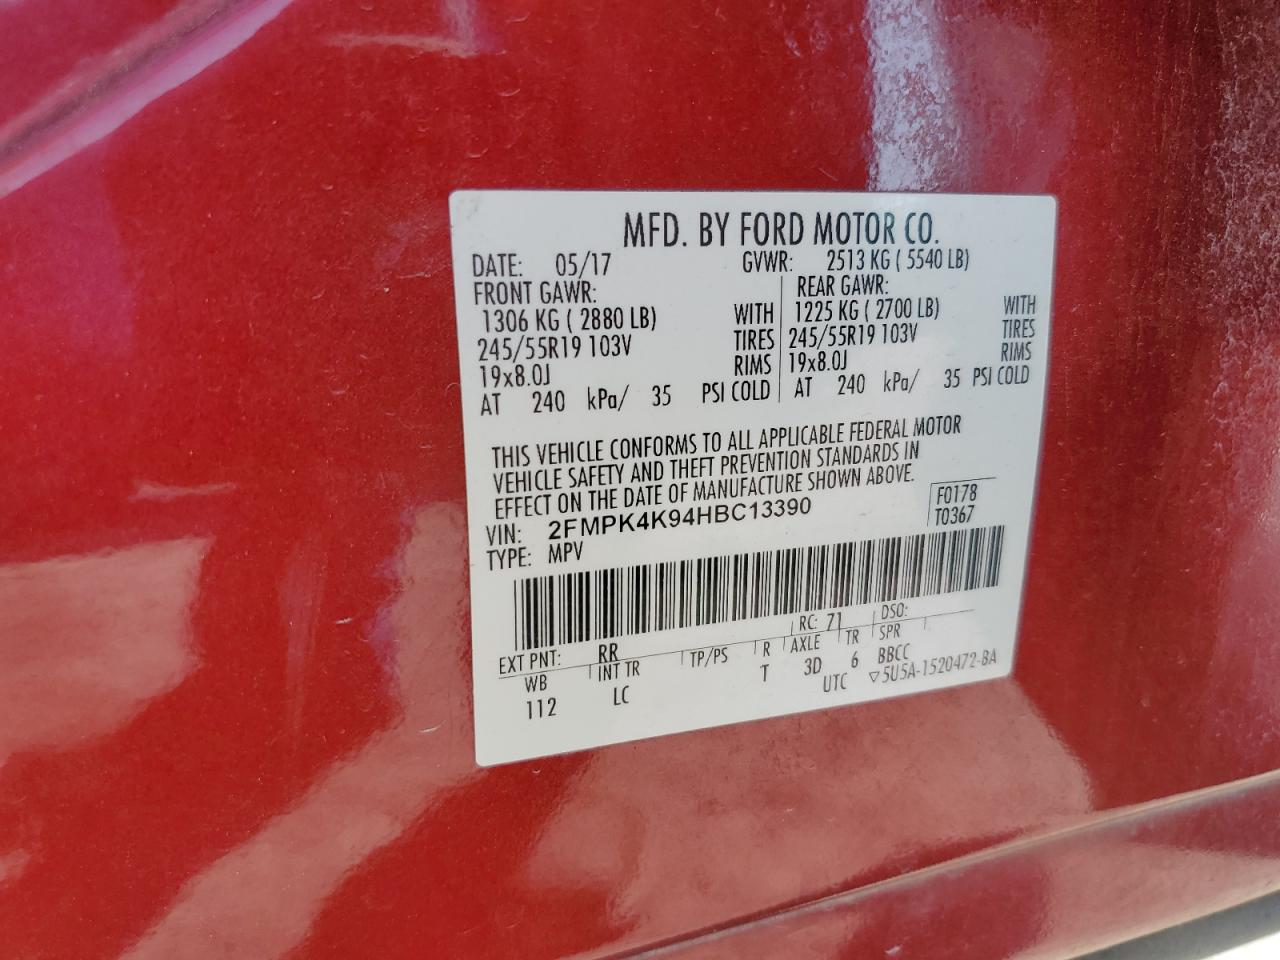 MFD. BY FORD MOTOR CO.
DATE: 05/17 GVWR: 2513 KG ( 5540 LB)
FRONT GAWR: REAR GAWR:
1306 KG ( 2880 LB) WITH 1225 KG ( 2700 LB) WITH
245/55R19 103V TIRES 245/55R19 103V TIRES
19x8.0J RIMS 19x8.0J RIMS
AT 240 kPa/ 35 PSI COLD AT 240 kPa/ 35 PSI COLD
THIS VEHICLE CONFORMS TO ALL APPLICABLE FEDERAL MOTOR
VEHICLE SAFETY AND THEFT PREVENTION STANDARDS IN
EFFECT ON THE DATE OF MANUFACTURE SHOWN ABOVE.
VIN: 2FMPK4K94HBC13390 F0178
TYPE: MPV T0367
EXT PNT: RR RC: 71 DSO:
WB INT TR TP/PS R AXLE TR SPR
112 LC T 3D 6 BBCC
UTC ▽5U5A-1520472-BA